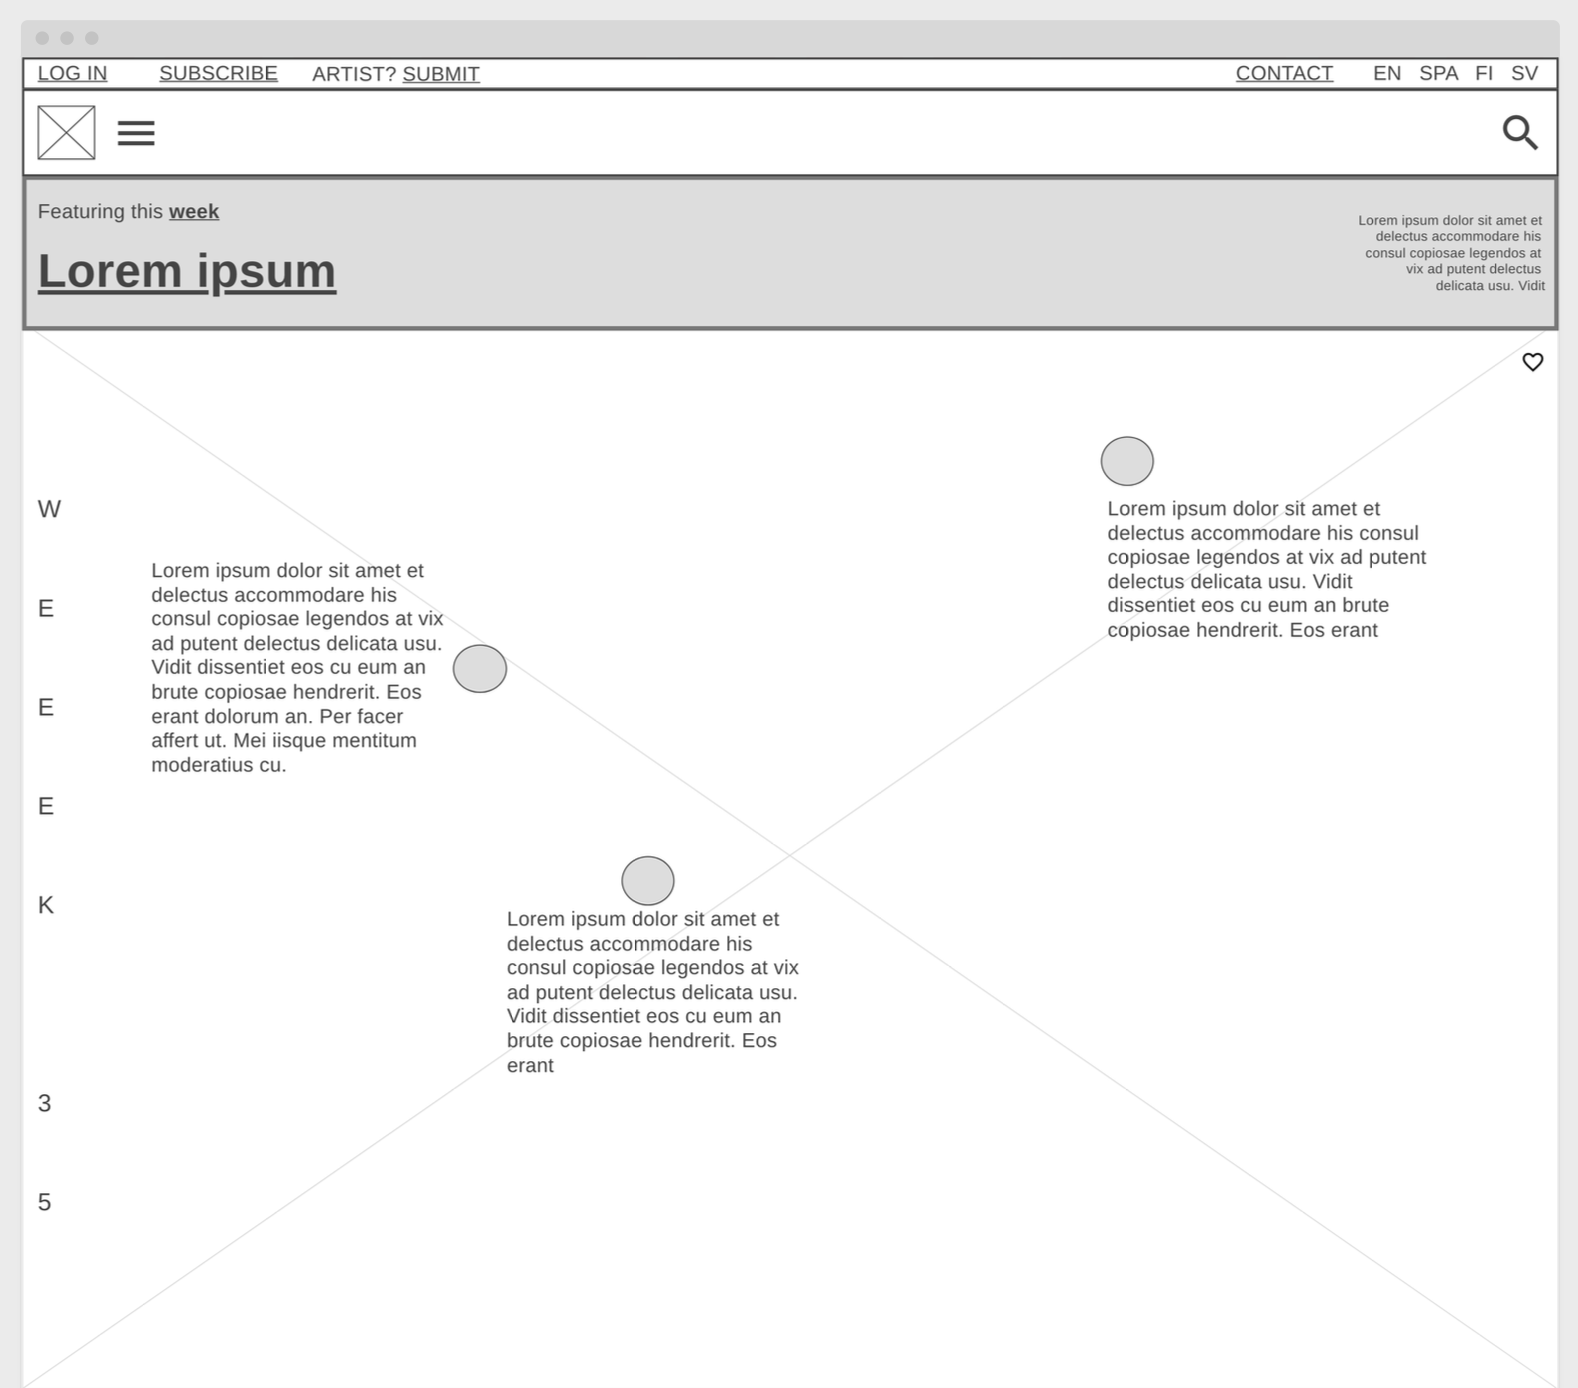 LOG IN SUBSCRIBE ARTIST? SUBMIT CONTACT EN SPA FI SV
Featuring this week
Lorem ipsum
Lorem ipsum dolor sit amet et
delectus accommodare his
consul copiosae legendos at
vix ad putent delectus
delicata usu. Vidit
W
E
E
E
K
3
5
Lorem ipsum dolor sit amet et
delectus accommodare his
consul copiosae legendos at vix
ad putent delectus delicata usu.
Vidit dissentiet eos cu eum an
brute copiosae hendrerit. Eos
erant dolorum an. Per facer
affert ut. Mei iisque mentitum
moderatius cu.
Lorem ipsum dolor sit amet et
delectus accommodare his consul
copiosae legendos at vix ad putent
delectus delicata usu. Vidit
dissentiet eos cu eum an brute
copiosae hendrerit. Eos erant
Lorem ipsum dolor sit amet et
delectus accommodare his
consul copiosae legendos at vix
ad putent delectus delicata usu.
Vidit dissentiet eos cu eum an
brute copiosae hendrerit. Eos
erant